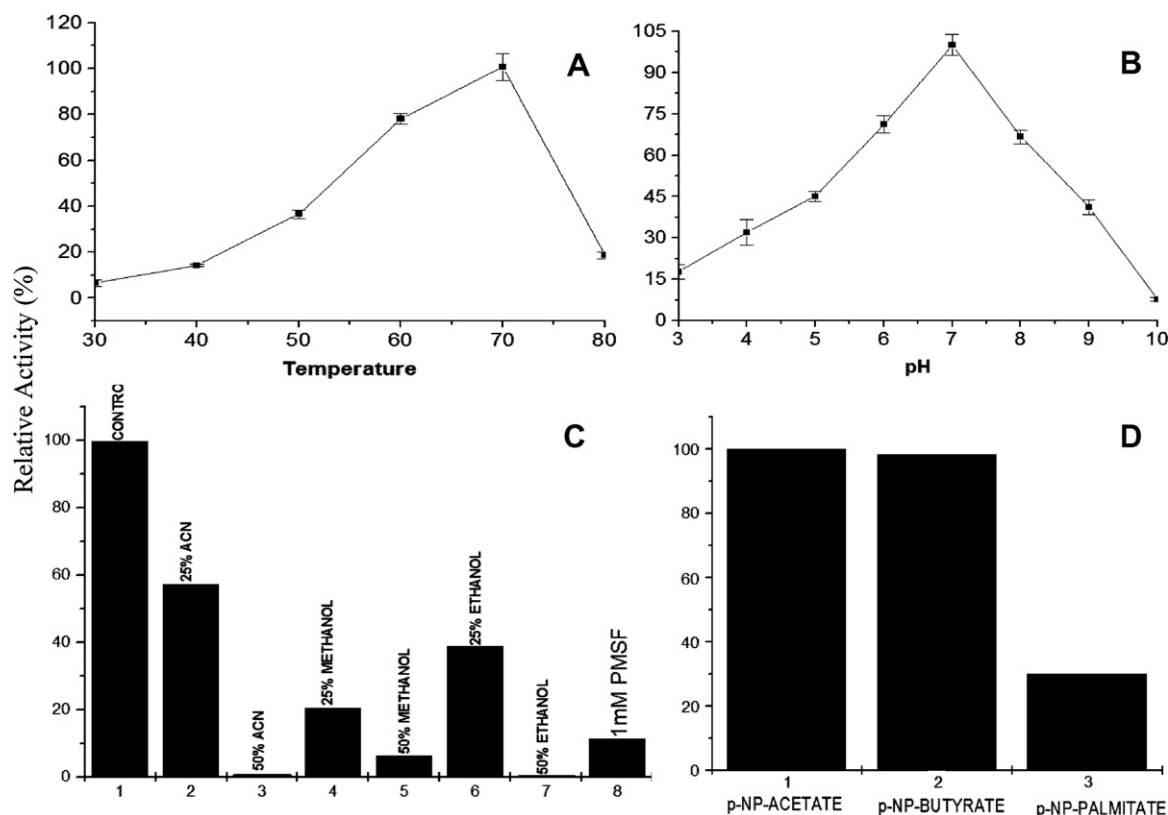 Relative Activity (%)
A
120
100
80
60
40
20
0
30 40 50 60 70 80
Temperature
B
105
90
75
60
45
30
15
0
3 4 5 6 7 8 9 10
pH
C
100
80
60
40
20
0
CONTRC
25% ACN
50% ACN
25% METHANOL
50% METHANOL
25% ETHANOL
50% ETHANOL
1mM PMSF
1 2 3 4 5 6 7 8
D
100
80
60
40
20
0
1 2 3
p-NP-ACETATE p-NP-BUTYRATE p-NP-PALMITATE